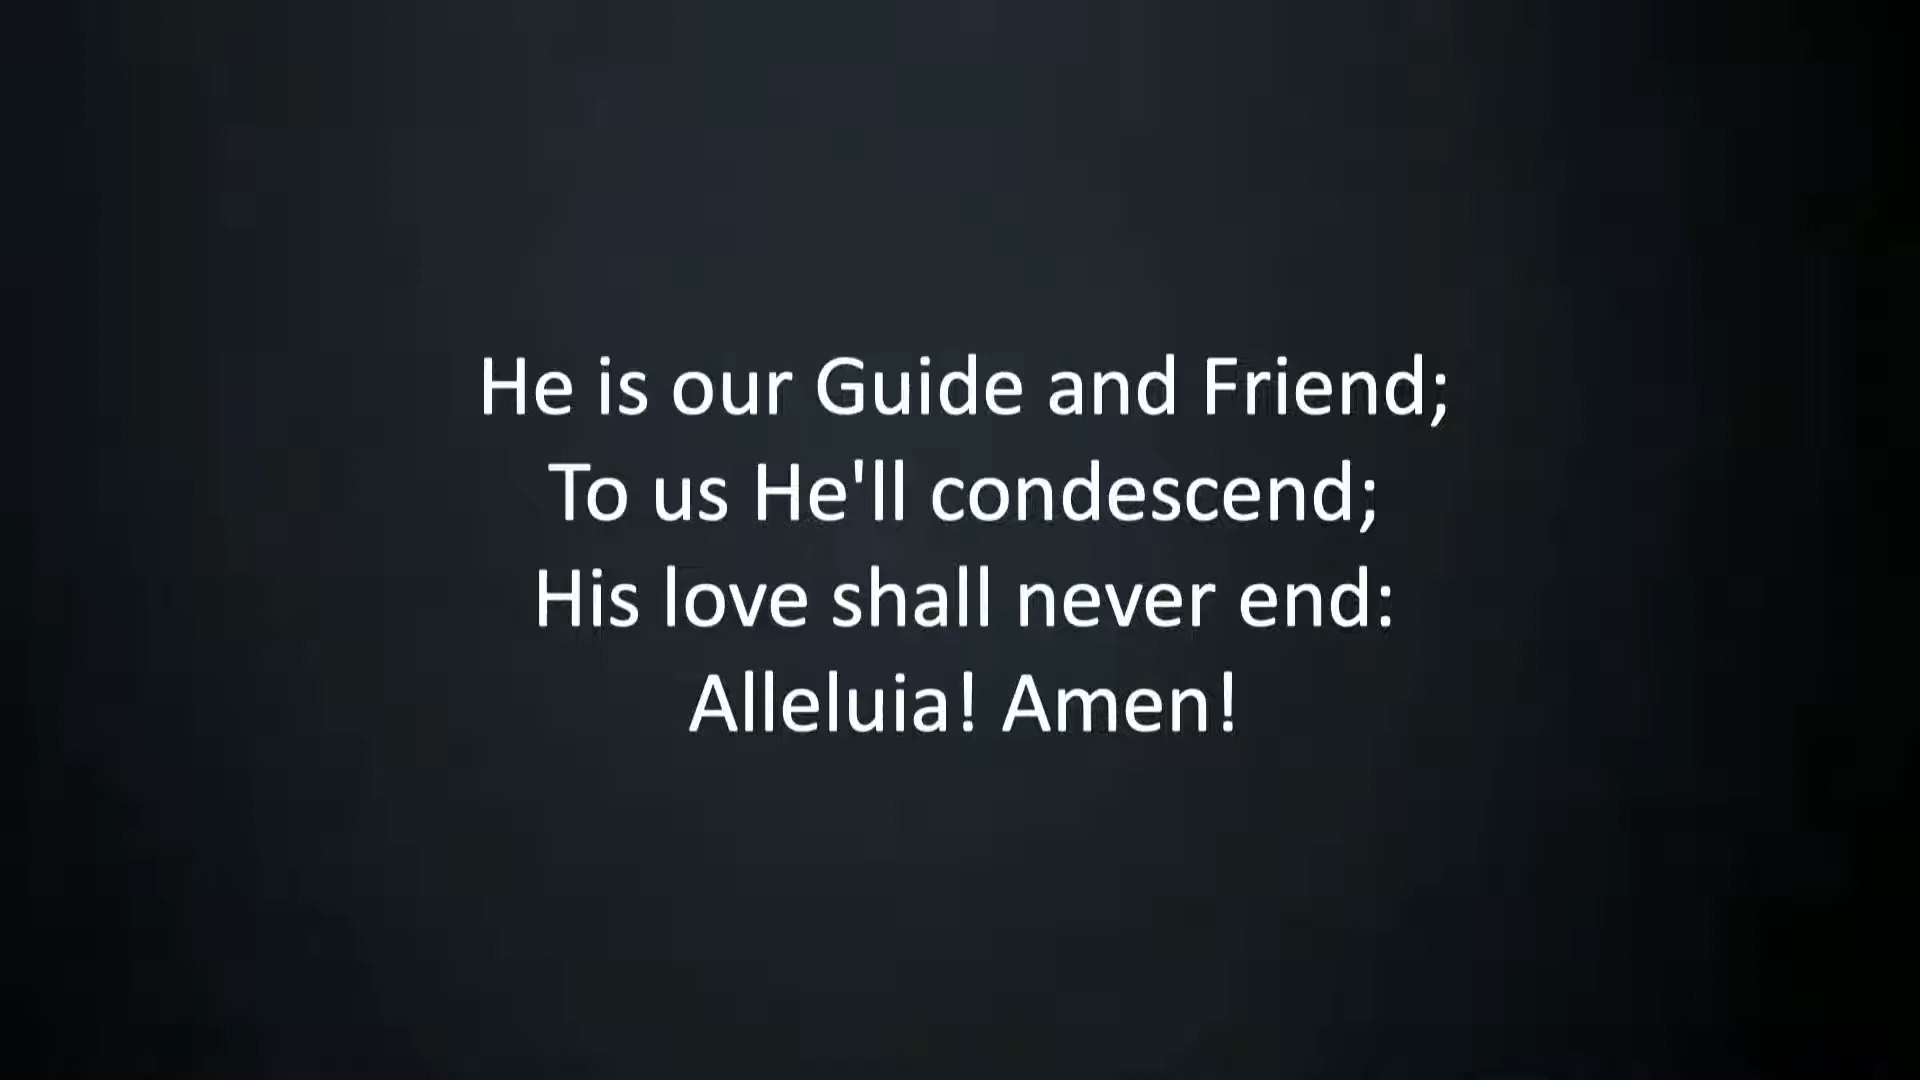 He is our Guide and Friend;
To us He'll condescend;
His love shall never end:
Alleluia! Amen!